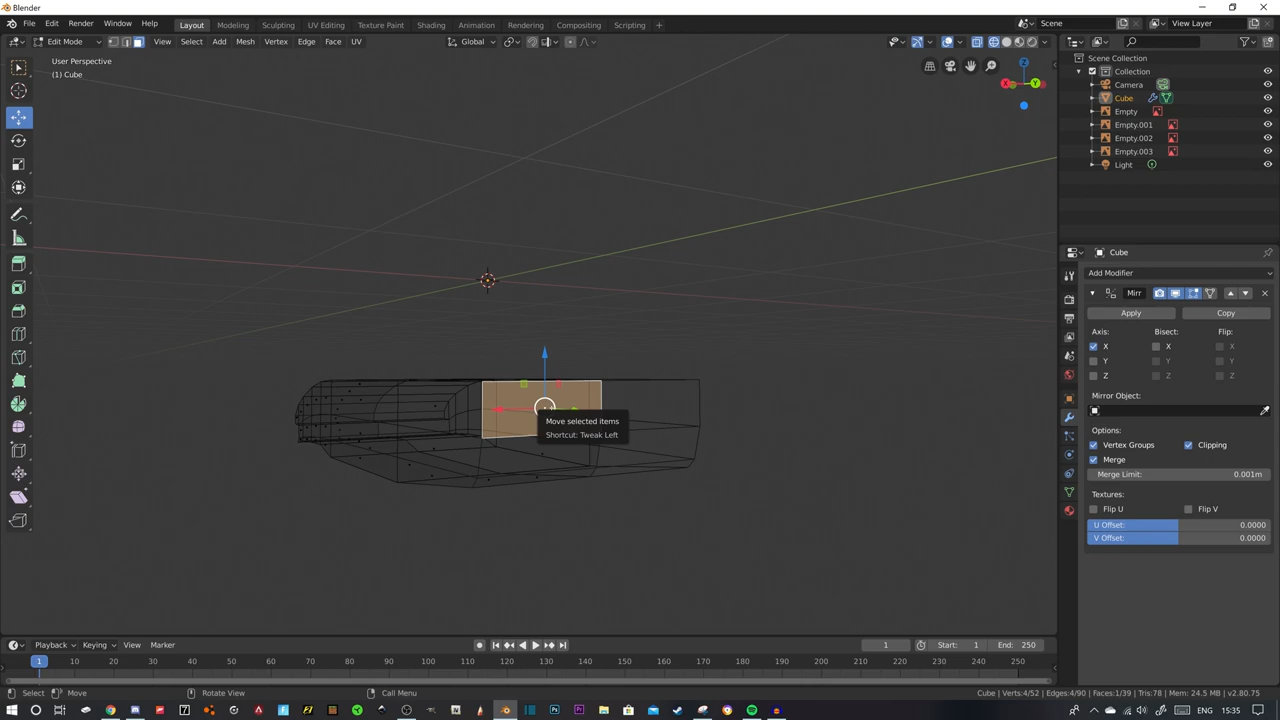 Blender
File Edit Render Window Help Layout Modeling Sculpting UV Editing Texture Paint Shading Animation Rendering Compositing Scripting + Scene View Layer
Edit Mode View Select Add Mesh Vertex Edge Face UV Global
User Perspective
(1) Cube
Z
X Y
Scene Collection
Collection
Camera
Cube
Empty
Empty.001
Empty.002
Empty.003
Light
Cube
Add Modifier
Mirr
Apply Copy
Axis: Bisect: Flip:
X X X
Y Y Y
Z Z Z
Mirror Object:
Options:
Vertex Groups Clipping
Merge
Merge Limit: 0.001m
Textures:
Flip U Flip V
U Offset: 0.0000
V Offset: 0.0000
Move selected items
Shortcut: Tweak Left
Playback Keying View Marker 1 Start: 1 End: 250
1 10 20 30 40 50 60 70 80 90 100 110 120 130 140 150 160 170 180 190 200 210 220 230 240 250
Select Move Rotate View Call Menu Cube | Verts:4/52 | Edges:4/90 | Faces:1/39 | Tris:78 | Mem: 24.5 MB | v2.80.75
ENG 15:35